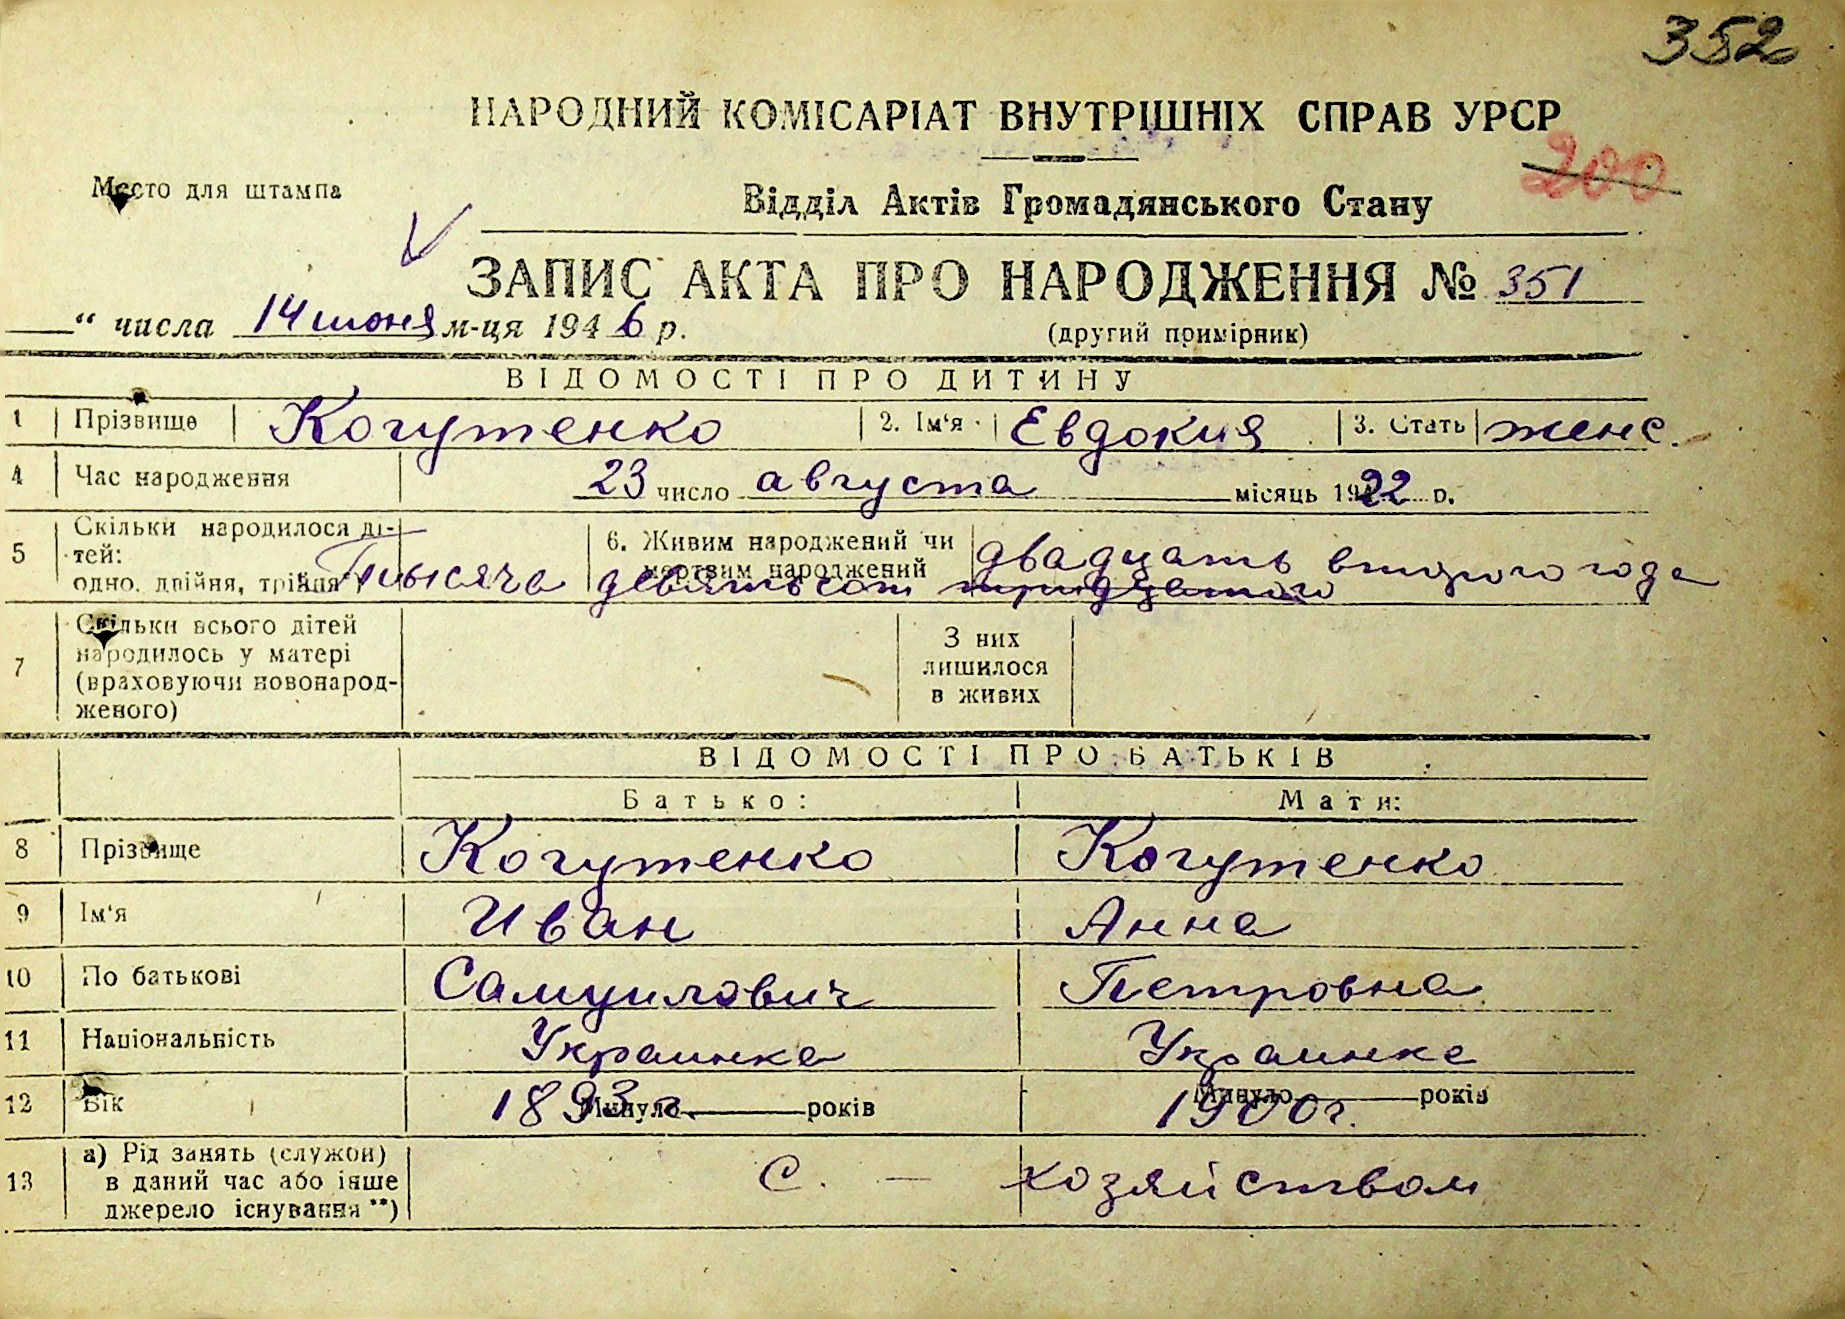 352
НАРОДНИЙ КОМІСАРІАТ ВНУТРІШНІХ СПРАВ УРСР
200
Место для штампа
Відділ Актів Громадянського Стану
ЗАПИС АКТА ПРО НАРОДЖЕННЯ № 351
“ числа 14 июня м-ця 1946 р.
(другий примірник)
ВІДОМОСТІ ПРО ДИТИНУ
1 Прізвище Когутенко 2. Ім‘я Евдокия 3. Стать женс.
4 Час народження 23 число августа місяць 1922 р.
5 Скільки народилося дітей: одно, двійня, трійня 6. Живим народжений чи мертвим народжений
Тысяча девятьсот тридцатого двадцать второго года
7 Скільки всього дітей народилось у матері (враховуючи новонародженого) З них лишилося в живих
ВІДОМОСТІ ПРО БАТЬКІВ
Батько: Мати:
8 Прізвище Когутенко Когутенко
9 Ім‘я Иван Анна
10 По батькові Самуилович Петровна
11 Національність Украинка Украинка
12 Вік 1893 г. Минуло років 1900 г. Минуло років
13 а) Рід занять (служби) в даний час або інше джерело існування **) С. – хозяйством